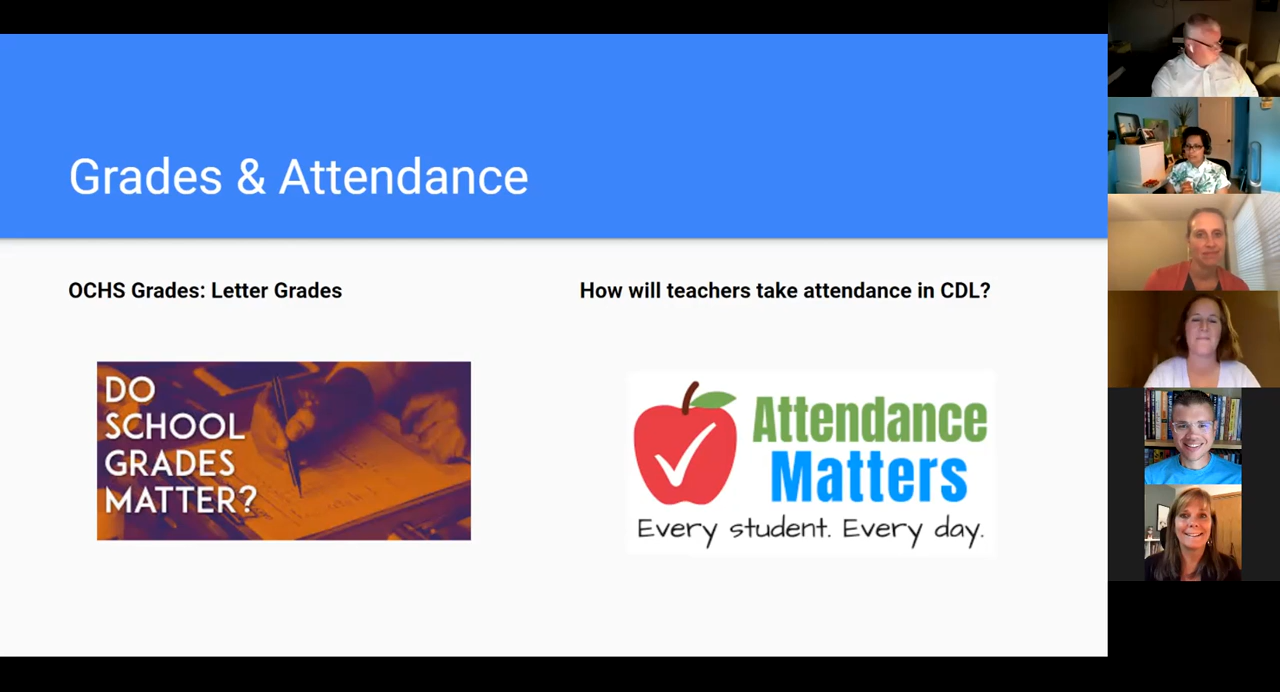 Grades & Attendance
OCHS Grades: Letter Grades
How will teachers take attendance in CDL?
DO
SCHOOL
GRADES
MATTER?
Attendance
Matters
Every student. Every day.